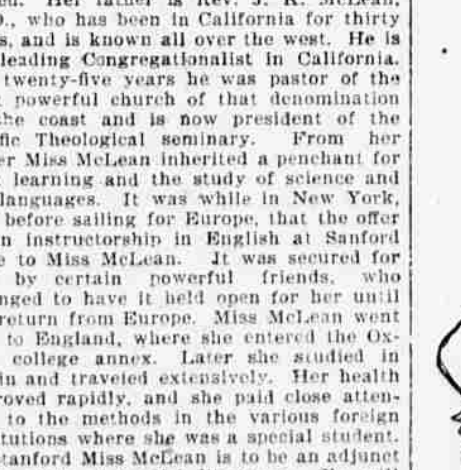 Her father is Rev. J. K. McLean,
who has been in California for thirty
and is known all over the west. He is
leading Congregationalist in California.
twenty-five years he was pastor of the
powerful church of that denomination
the coast and is now president of the
fic Theological seminary. From her
er Miss McLean inherited a penchant for
learning and the study of science and
languages. It was while in New York,
before sailing for Europe, that the offer
n instructorship in English at Sanford
e to Miss McLean. It was secured for
by certain powerful friends, who
nged to have it held open for her until
return from Europe. Miss McLean went
to England, where she entered the Ox-
college annex. Later she studied in
in and traveled extensively. Her health
roved rapidly, and she paid close atten-
to the methods in the various foreign
tutions where she was a special student.
tanford Miss McLean is to be an adjunct